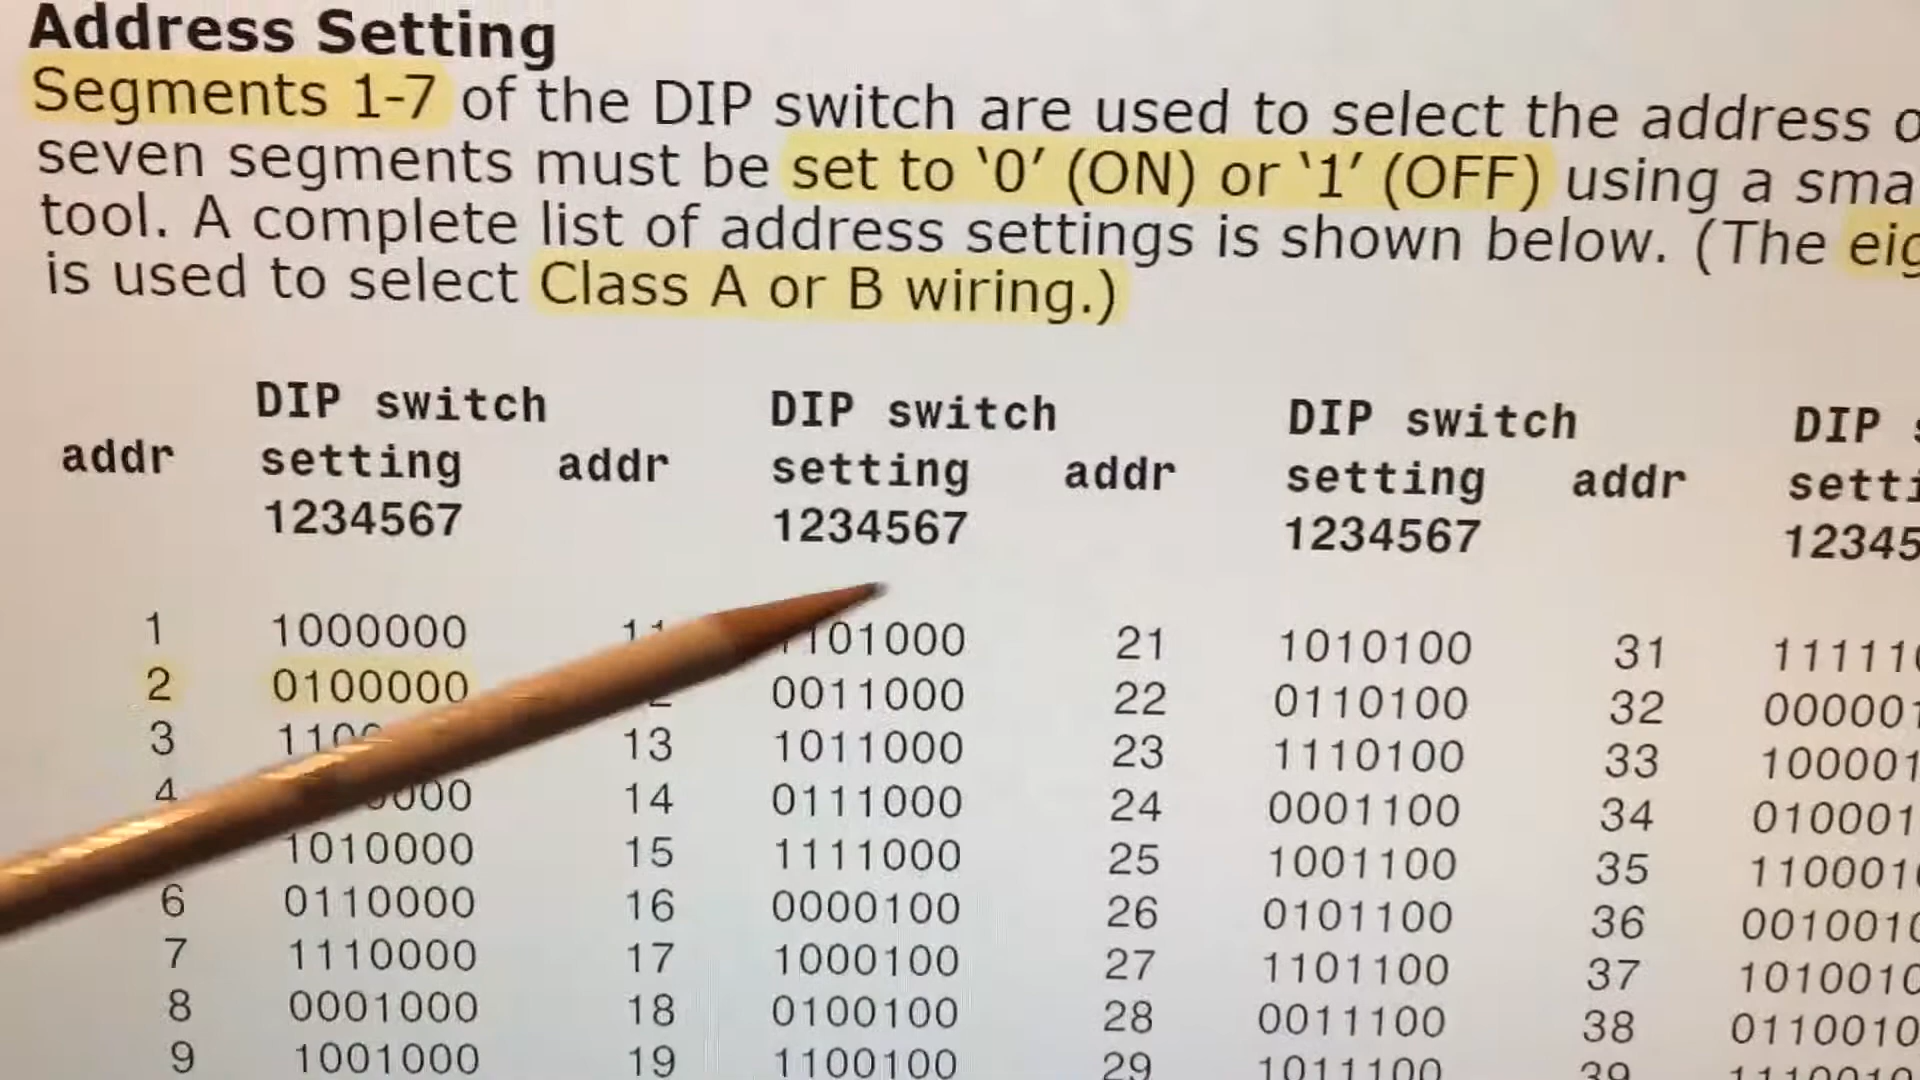 Address Setting
Segments 1-7 of the DIP switch are used to select the address
seven segments must be set to ‘0’ (ON) or ‘1’ (OFF) using a
tool. A complete list of address settings is shown below. (The
is used to select Class A or B wiring.)
DIP switch DIP switch DIP switch DIP
addr setting addr setting addr setting addr
1234567 1234567 1234567
1 1000000 21 1010100 31
2 0100000 0011000 22 0110100 32
3 13 1011000 23 1110100 33
4 14 0111000 24 0001100 34
1010000 15 1111000 25 1001100 35
6 0110000 16 0000100 26 0101100 36
7 1110000 17 1000100 27 1101100 37
8 0001000 18 0100100 28 0011100 38
9 1001000 19 1100100 29 1011100